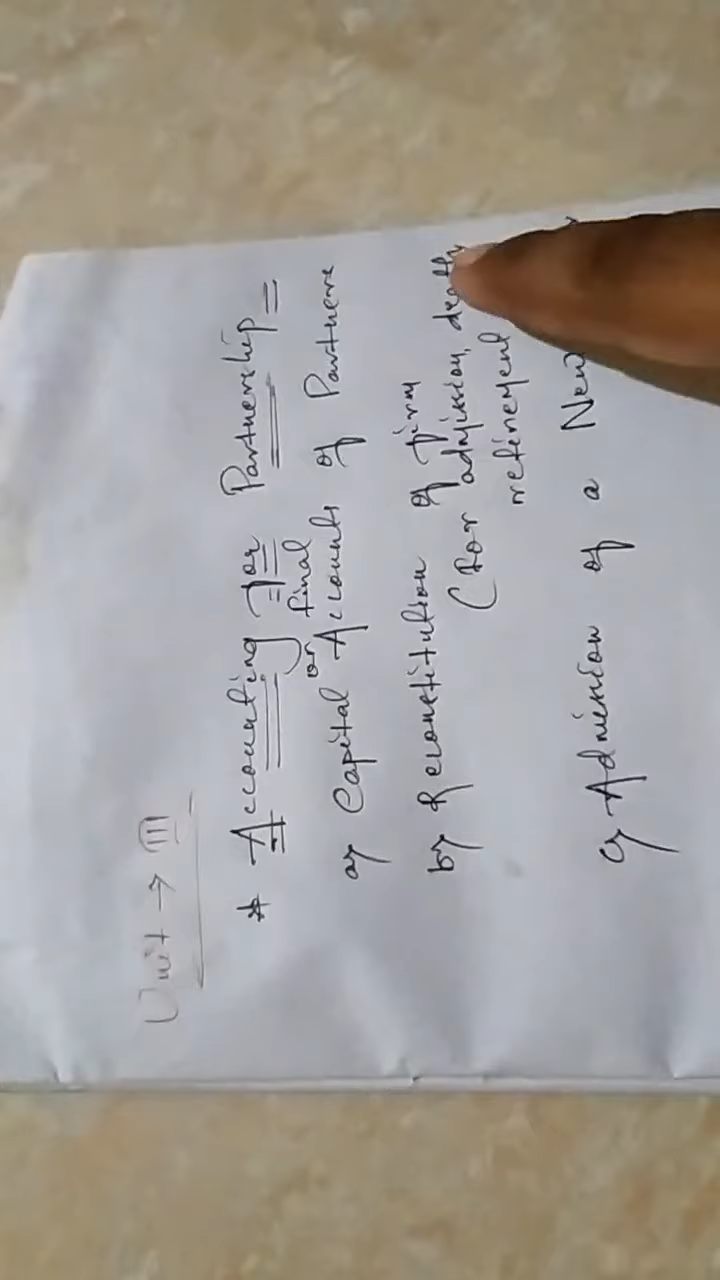 Unit → III
* Accounting for Partnership =
or final
a) Capital Accounts of Partners
b) Reconstitution of firm
(for admission, death
retirement
c) Admission of a New